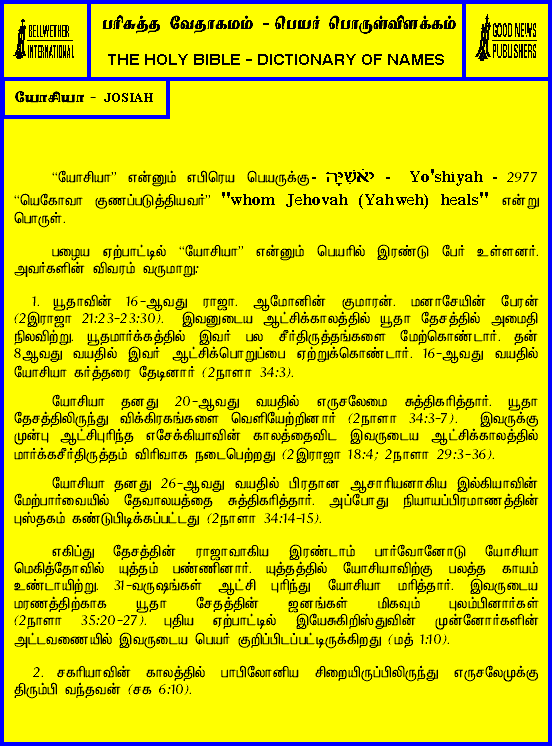 BELLWETHER
INTERNATIONAL
பரிசுத்த வேதாகமம் - பெயர் பொருள்விளக்கம்
THE HOLY BIBLE - DICTIONARY OF NAMES
GOOD NEWS
PUBLISHERS
யோசியா - JOSIAH
“யோசியா” என்னும் எபிரெய பெயருக்கு- יֹאשִׁיָּה - Yo'shiyah - 2977
“யெகோவா குணப்படுத்தியவர்” "whom Jehovah (Yahweh) heals" என்று
பொருள்.
பழைய ஏற்பாட்டில் “யோசியா” என்னும் பெயரில் இரண்டு பேர் உள்ளனர்.
அவர்களின் விவரம் வருமாறு:
1. யூதாவின் 16-ஆவது ராஜா. ஆமோனின் குமாரன். மனாசேயின் பேரன்
(2இராஜா 21:23-23:30). இவனுடைய ஆட்சிக்காலத்தில் யூதா தேசத்தில் அமைதி
நிலவிற்று. யூதமார்க்கத்தில் இவர் பல சீர்திருத்தங்களை மேற்கொண்டார். தன்
8ஆவது வயதில் இவர் ஆட்சிக்பொறுப்பை ஏற்றுக்கொண்டார். 16-ஆவது வயதில்
யோசியா கர்த்தரை தேடினார் (2நாளா 34:3).
யோசியா தனது 20-ஆவது வயதில் எருசலேமை சுத்திகரித்தார். யூதா
தேசத்திலிருந்து விக்கிரகங்களை வெளியேற்றினார் (2நாளா 34:3-7). இவருக்கு
முன்பு ஆட்சிபுரிந்த எசேக்கியாவின் காலத்தைவிட இவருடைய ஆட்சிக்காலத்தில்
மார்க்கசீர்திருத்தம் விரிவாக நடைபெற்றது (2இராஜா 18:4; 2நாளா 29:3-36).
யோசியா தனது 26-ஆவது வயதில் பிரதான ஆசாரியனாகிய இல்கியாவின்
மேற்பார்வையில் தேவாலயத்தை சுத்திகரித்தார். அப்போது நியாயப்பிரமாணத்தின்
புஸ்தகம் கண்டுபிடிக்கப்பட்டது (2நாளா 34:14-15).
எகிப்து தேசத்தின் ராஜாவாகிய இரண்டாம் பார்வோனோடு யோசியா
மெகித்தோவில் யுத்தம் பண்ணினார். யுத்தத்தில் யோசியாவிற்கு பலத்த காயம்
உண்டாயிற்று. 31-வருஷங்கள் ஆட்சி புரிந்து யோசியா மரித்தார். இவருடைய
மரணத்திற்காக யூதா சேதத்தின் ஜனங்கள் மிகவும் புலம்பினார்கள்
(2நாளா 35:20-27). புதிய ஏற்பாட்டில் இயேசுகிறிஸ்துவின் முன்னோர்களின்
அட்டவணையில் இவருடைய பெயர் குறிப்பிடப்பட்டிருக்கிறது (மத் 1:10).
2. சகரியாவின் காலத்தில் பாபிலோனிய சிறையிருப்பிலிருந்து எருசலேமுக்கு
திரும்பி வந்தவன் (சக 6:10).